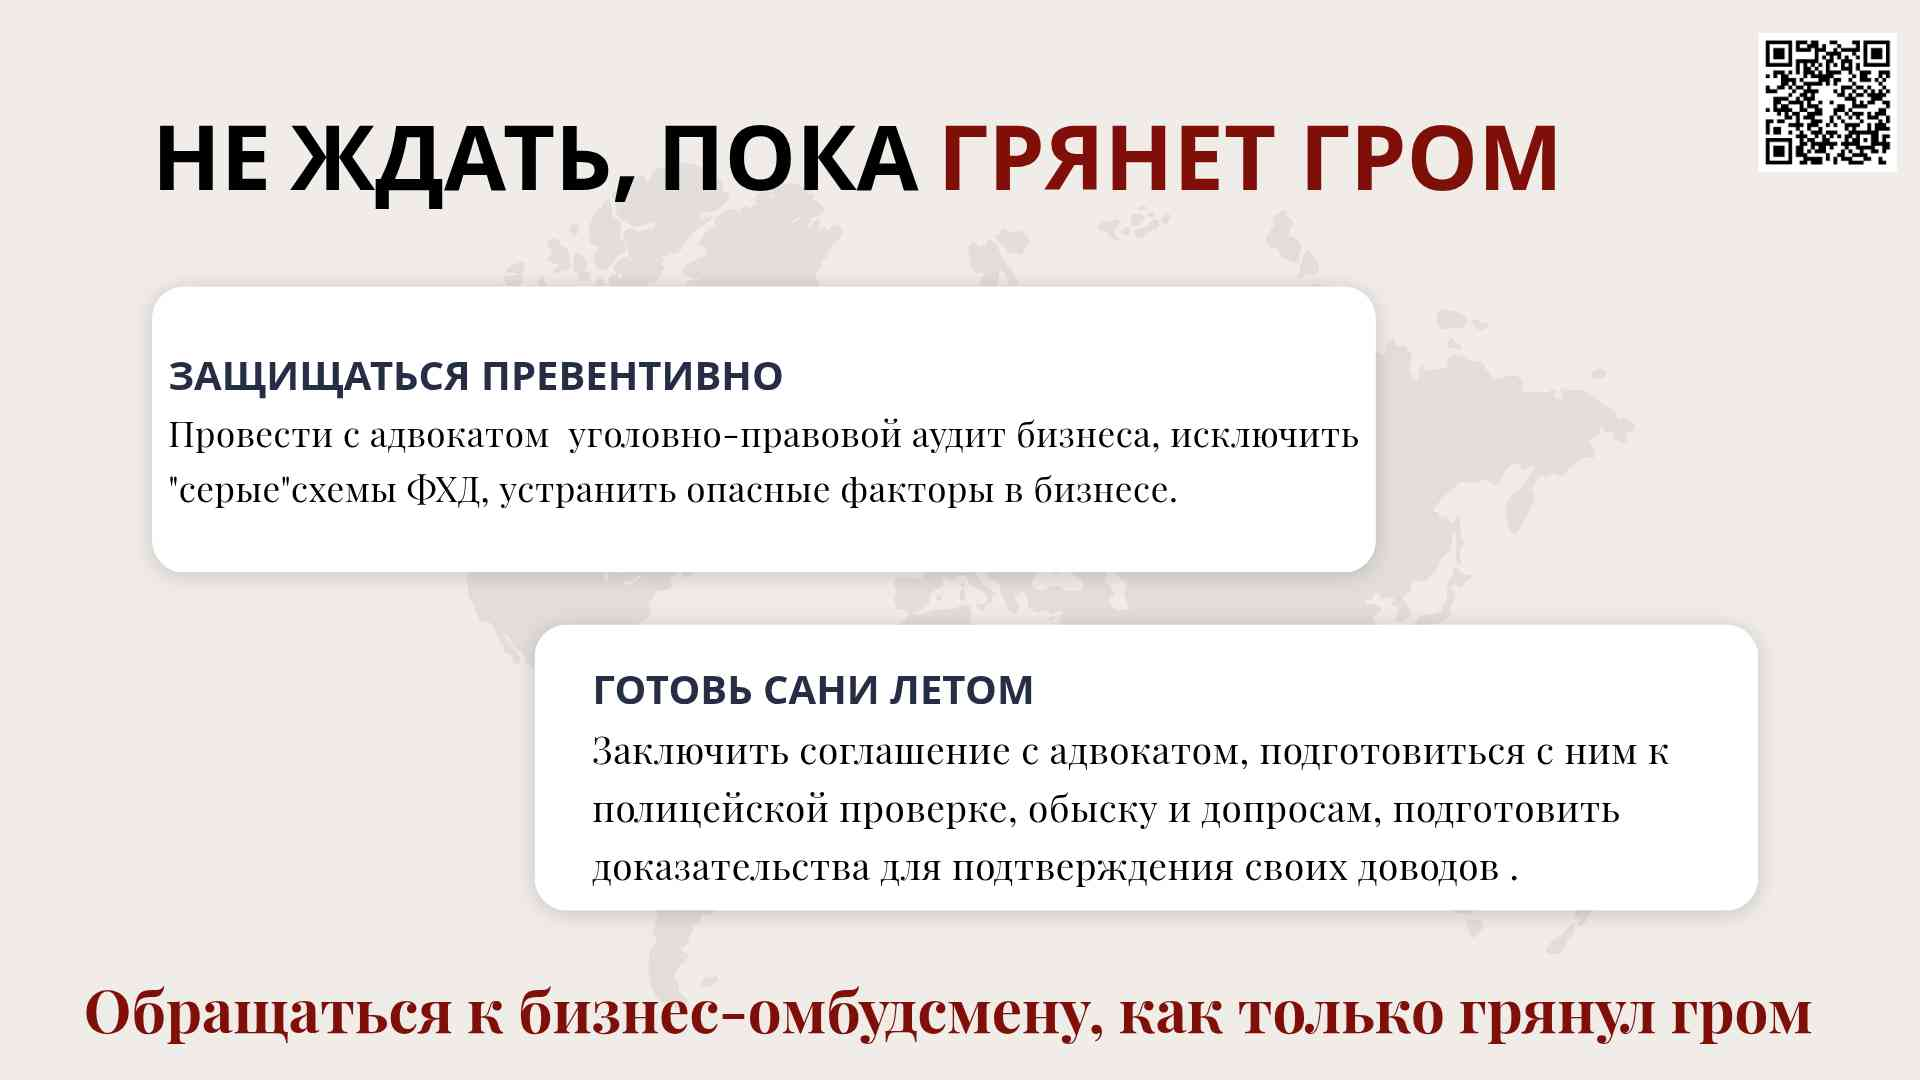 НЕ ЖДАТЬ, ПОКА ГРЯНЕТ ГРОМ
ЗАЩИЩАТЬСЯ ПРЕВЕНТИВНО
Провести с адвокатом  уголовно-правовой аудит бизнеса, исключить
"серые"схемы ФХД, устранить опасные факторы в бизнесе.
ГОТОВЬ САНИ ЛЕТОМ
Заключить соглашение с адвокатом, подготовиться с ним к
полицейской проверке, обыску и допросам, подготовить
доказательства для подтверждения своих доводов .
Обращаться к бизнес-омбудсмену, как только грянул гром